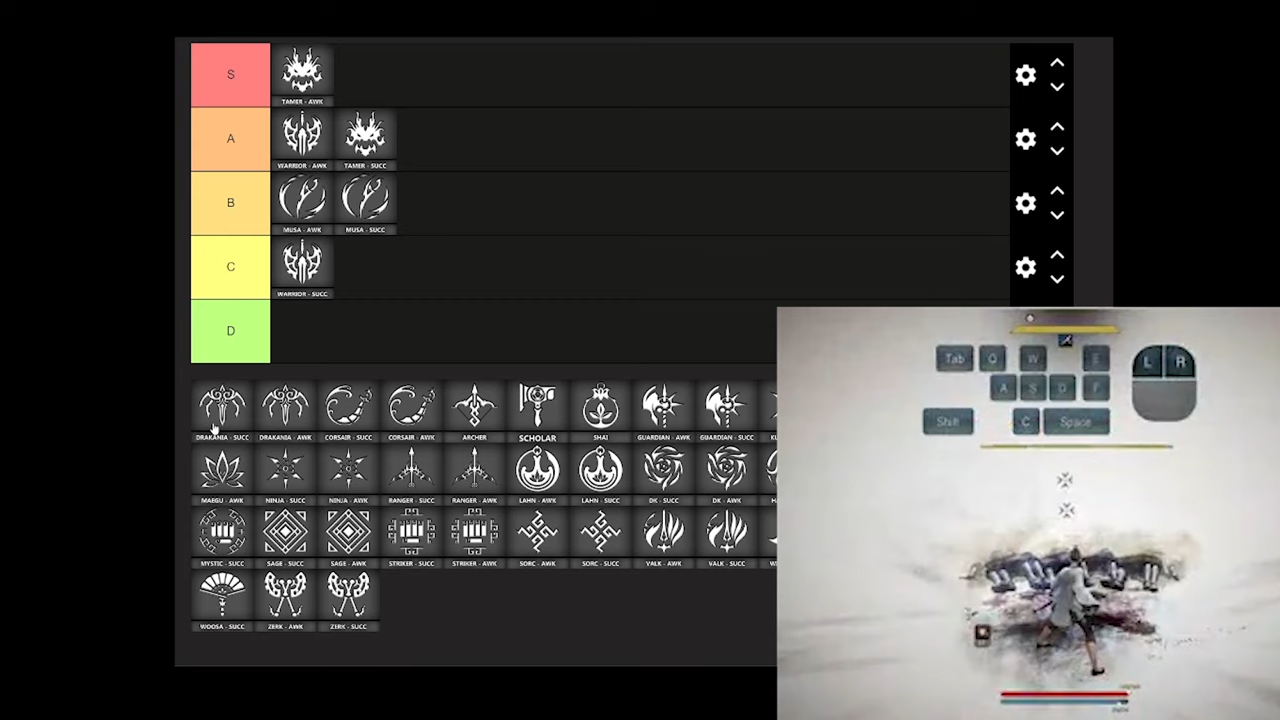 S
TAMER - AWK
A
WARRIOR - AWK TAMER - SUCC
B
MUSA - AWK MUSA - SUCC
C
WARRIOR - SUCC
D
DRAKANIA - SUCC DRAKANIA - AWK CORSAIR - SUCC CORSAIR - AWK ARCHER SCHOLAR SHAI GUARDIAN - AWK GUARDIAN - SUCC
MAEGU - AWK NINJA - SUCC NINJA - AWK RANGER - SUCC RANGER - AWK LAHN - AWK LAHN - SUCC DK - SUCC DK - AWK
MYSTIC - SUCC SAGE - SUCC SAGE - AWK STRIKER - SUCC STRIKER - AWK SORC - AWK SORC - SUCC VALK - AWK VALK - SUCC
WOOSA - SUCC ZERK - AWK ZERK - SUCC
Tab Q W E L R
A S D F
Shift C Space